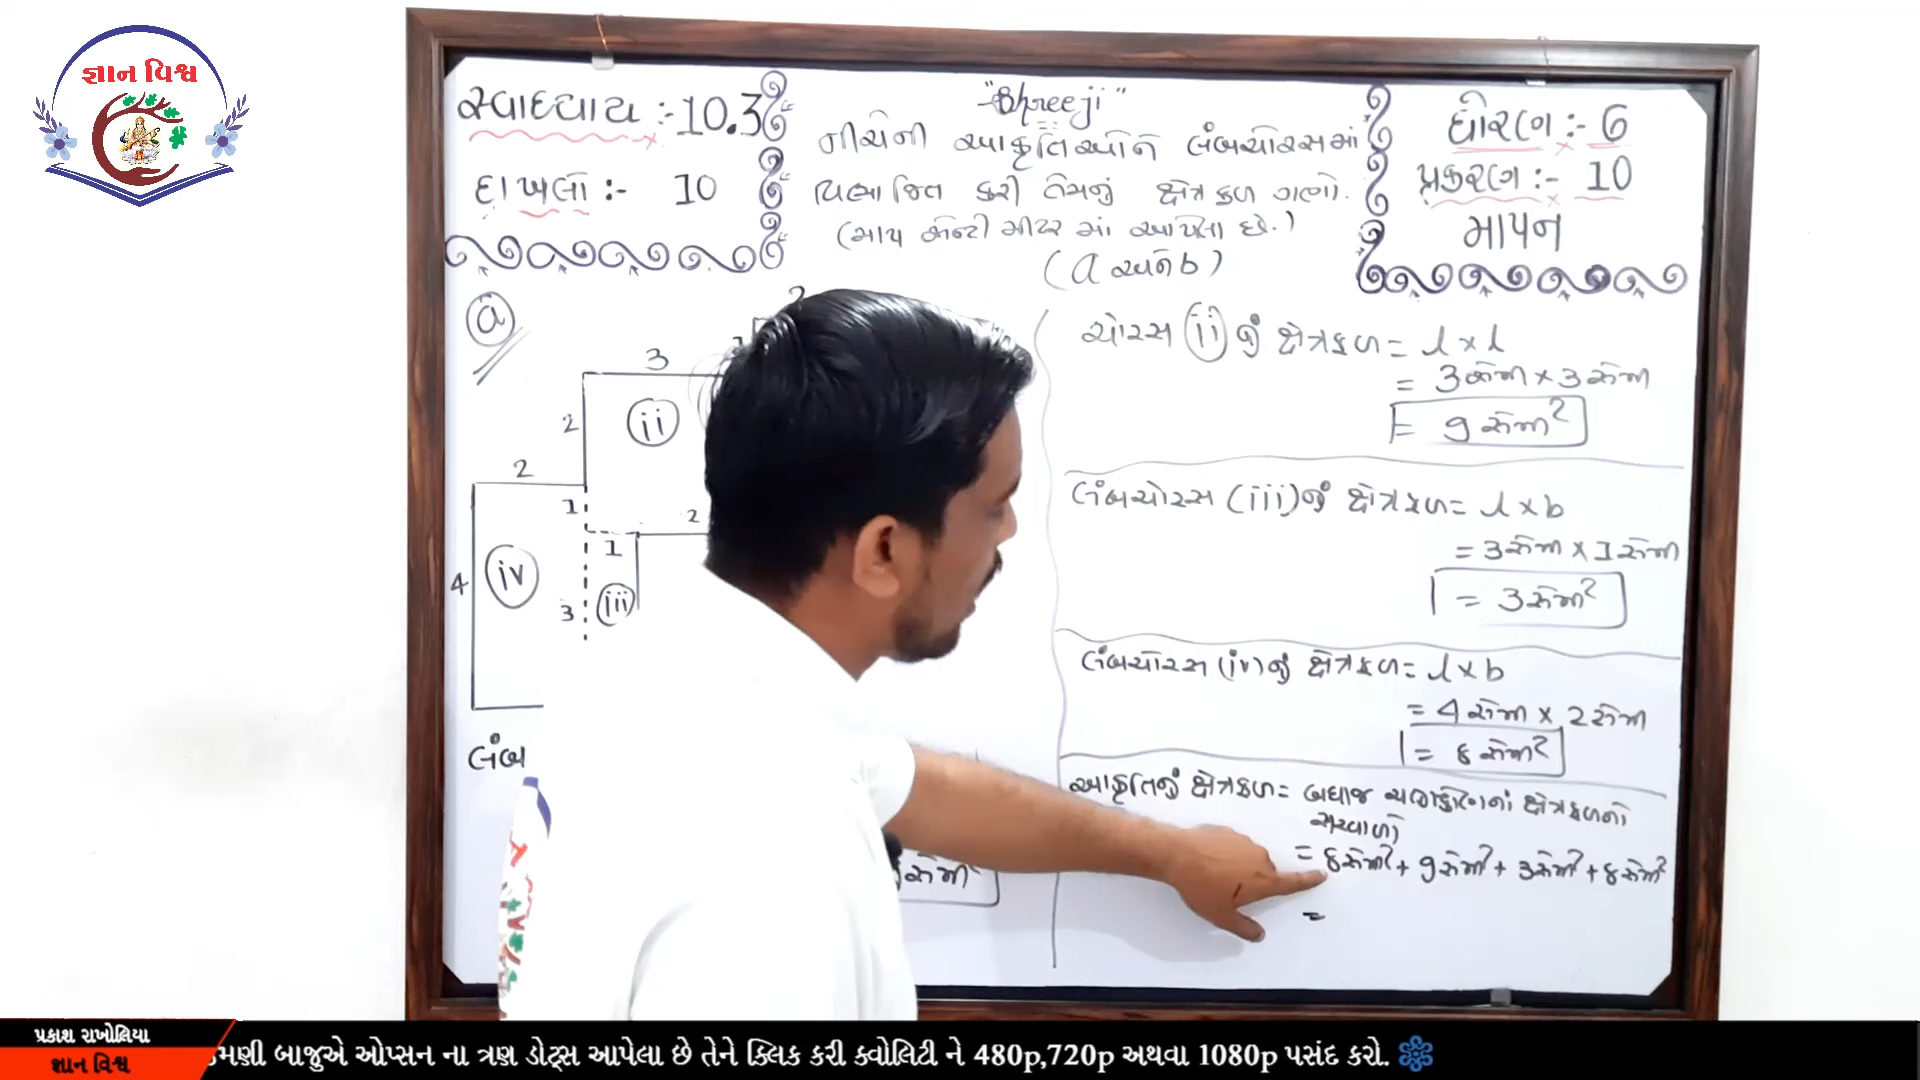 જ્ઞાન વિશ્વ
સ્વાધ્યાય :- 10.3
દાખલો :- 10
"Shreeji"
નીચેની આકૃતિઓને લંબચોરસમાં
વિભાજિત કરી તેમનું ક્ષેત્રફળ ગણો.
(માપ સેન્ટીમીટર માં આપેલા છે.)
(a અને b)
ધોરણ :- 6
પ્રકરણ :- 10
માપન
a
2
3
2
ii
2
1
2
1
4
iv
3
iii
લંબ
સેમી²
ચોરસ (ii) નું ક્ષેત્રફળ = l x l
= 3 સેમી x 3 સેમી
= 9 સેમી²
લંબચોરસ (iii) નું ક્ષેત્રફળ = l x b
= 3 સેમી x 1 સેમી
= 3 સેમી²
લંબચોરસ (iv) નું ક્ષેત્રફળ = l x b
= 4 સેમી x 2 સેમી
= 8 સેમી²
આકૃતિનું ક્ષેત્રફળ = બધાજ ક્ષેત્રફળનો
સરવાળો
= 8 સેમી² + 9 સેમી² + 3 સેમી² + 8 સેમી²
=
પ્રકાશ રાખોલિયા
જ્ઞાન વિશ્વ
જમણી બાજુએ ઓપ્સન ના ત્રણ ડોટ્સ આપેલા છે તેને ક્લિક કરી ક્વોલિટી ને 480p,720p અથવા 1080p પસંદ કરો.